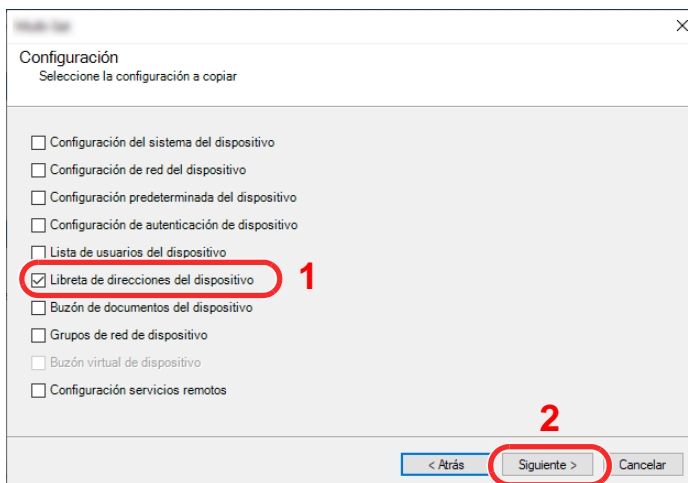 Configuración
Seleccione la configuración a copiar
Configuración del sistema del dispositivo
Configuración de red del dispositivo
Configuración predeterminada del dispositivo
Configuración de autenticación de dispositivo
Lista de usuarios del dispositivo
Libreta de direcciones del dispositivo 1
Buzón de documentos del dispositivo
Grupos de red de dispositivo
Buzón virtual de dispositivo
Configuración servicios remotos
2
< Atrás Siguiente > Cancelar